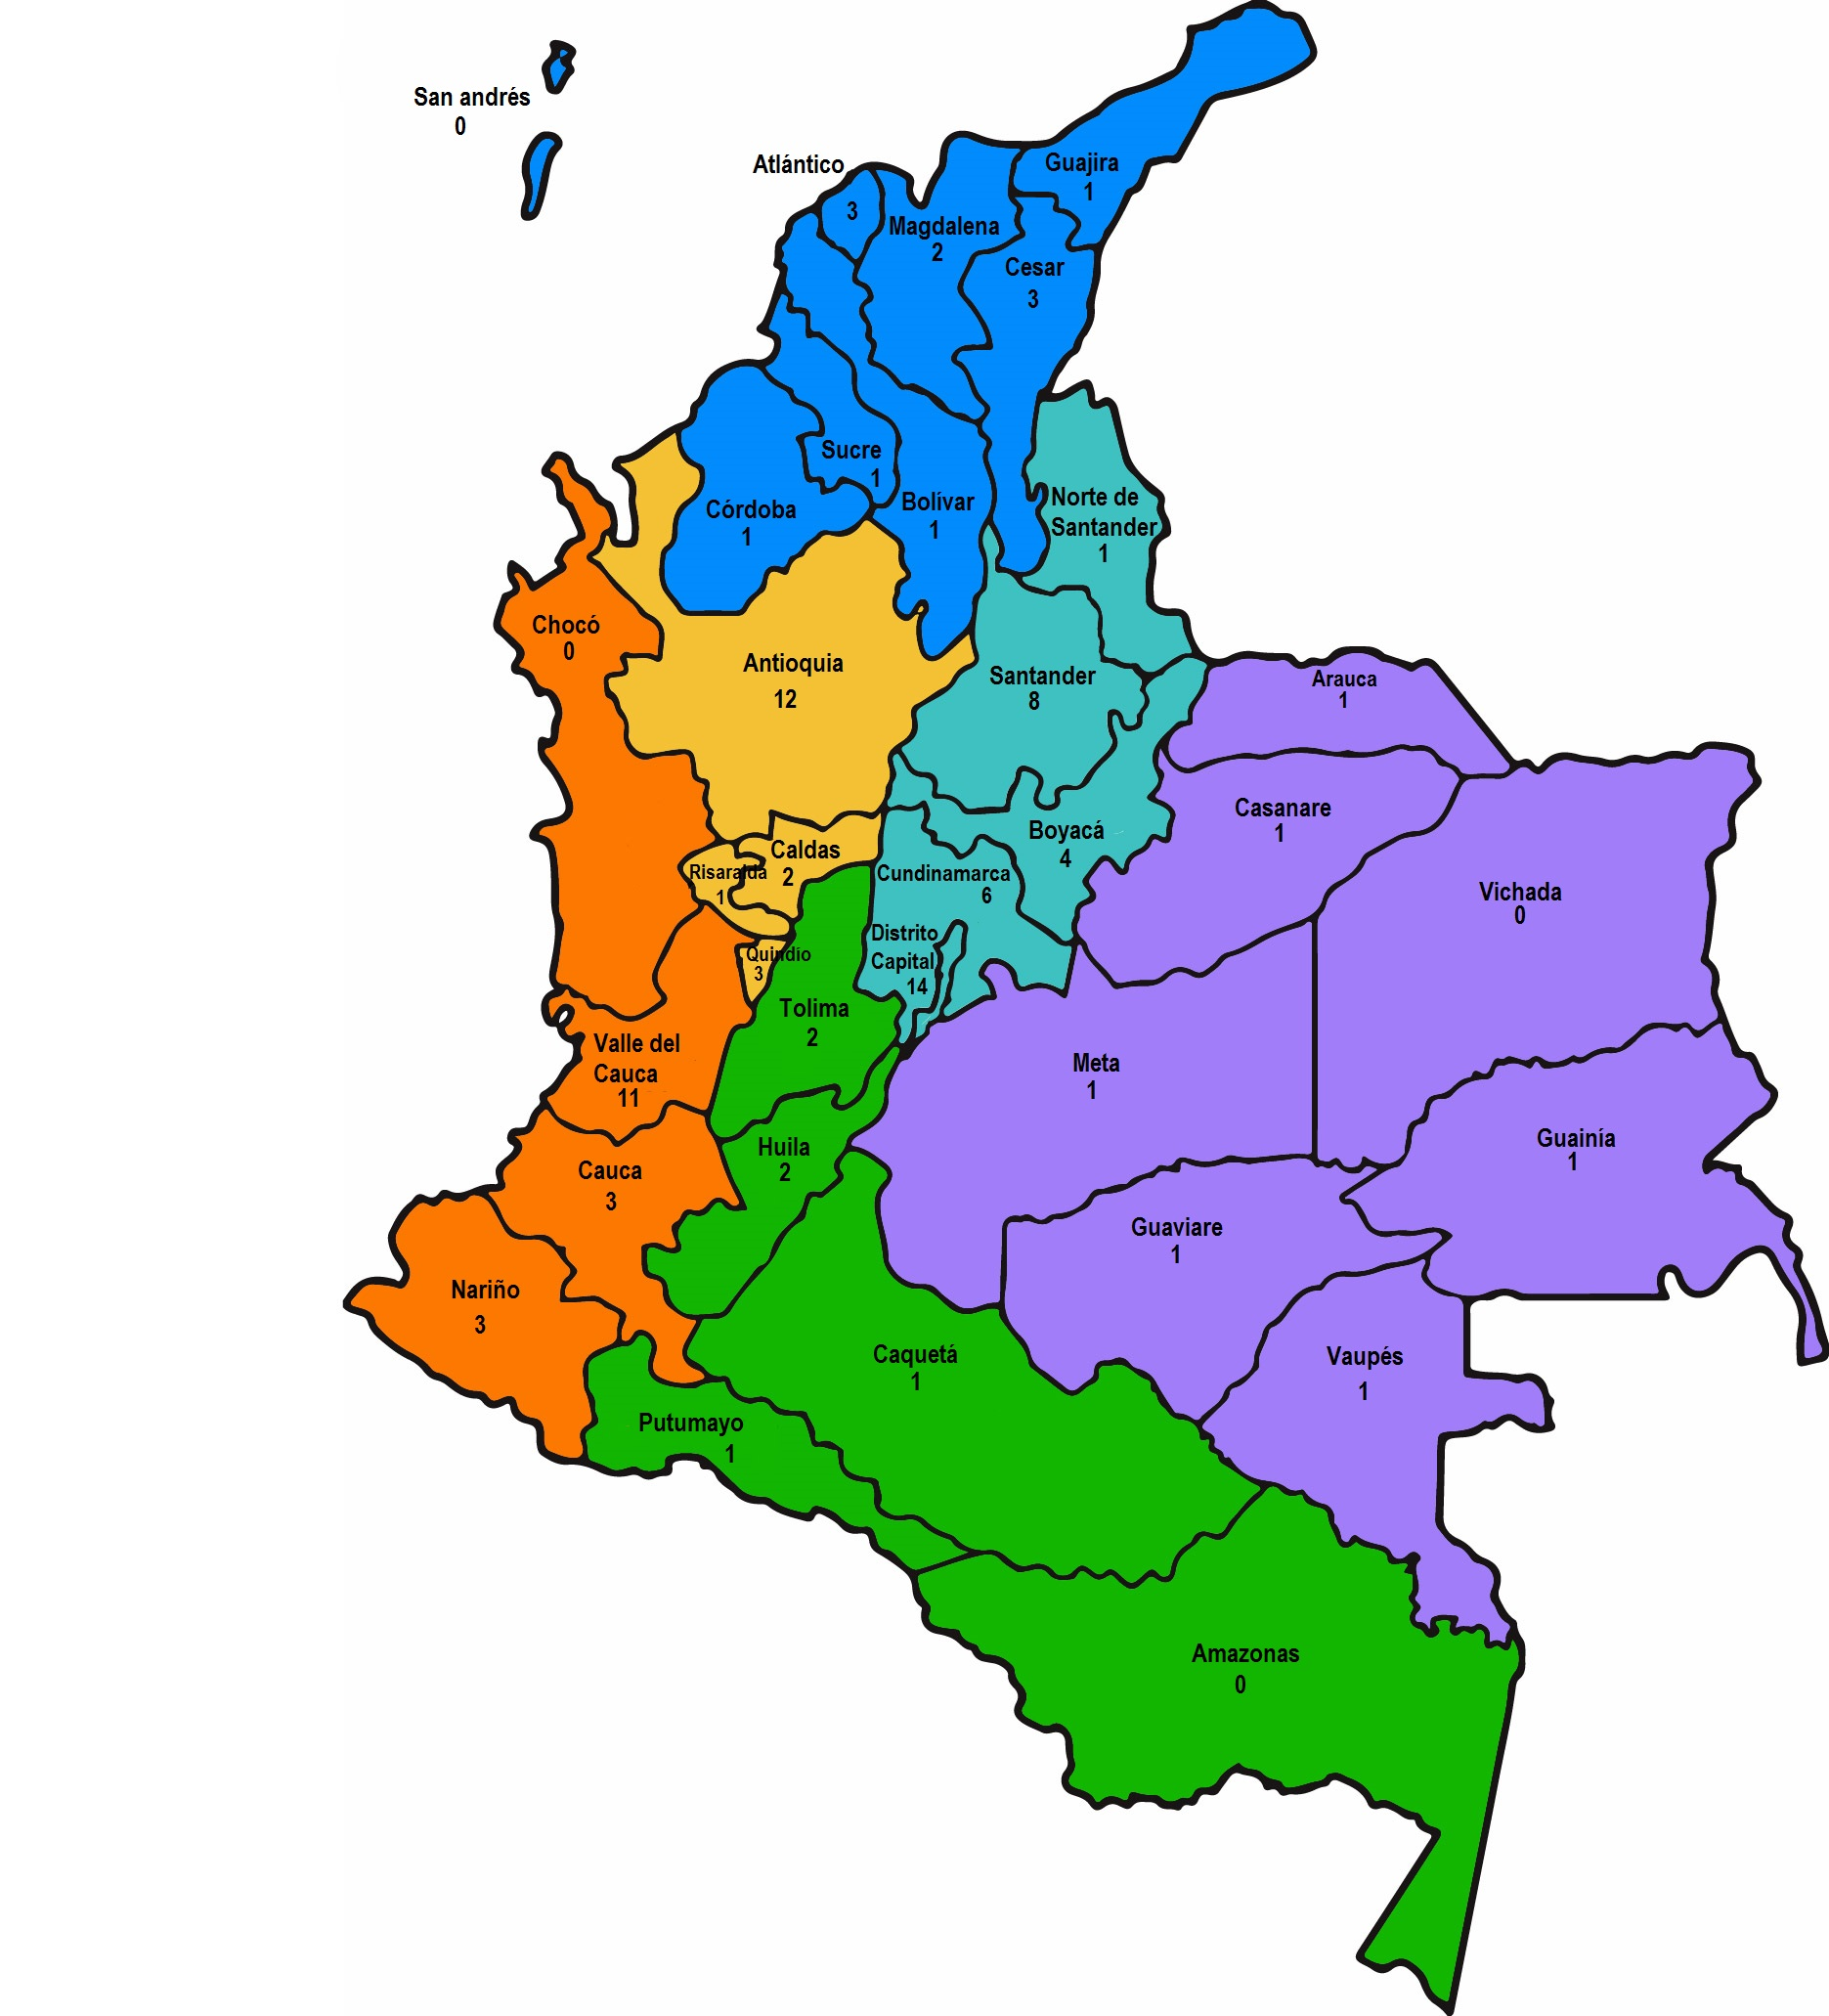 San andrés
0
Atlántico
3
Guajira
1
Magdalena
2
Cesar
3
Sucre
1
Córdoba
1
Bolívar
1
Norte de
Santander
1
Chocó
0
Antioquia
12
Santander
8
Arauca
1
Casanare
1
Boyacá
4
Caldas
2
Risaralda
1
Cundinamarca
6
Vichada
0
Distrito
Capital
14
Quindío
3
Tolima
2
Valle del
Cauca
11
Meta
1
Guainía
1
Huila
2
Cauca
3
Guaviare
1
Nariño
3
Caquetá
1
Vaupés
1
Putumayo
1
Amazonas
0